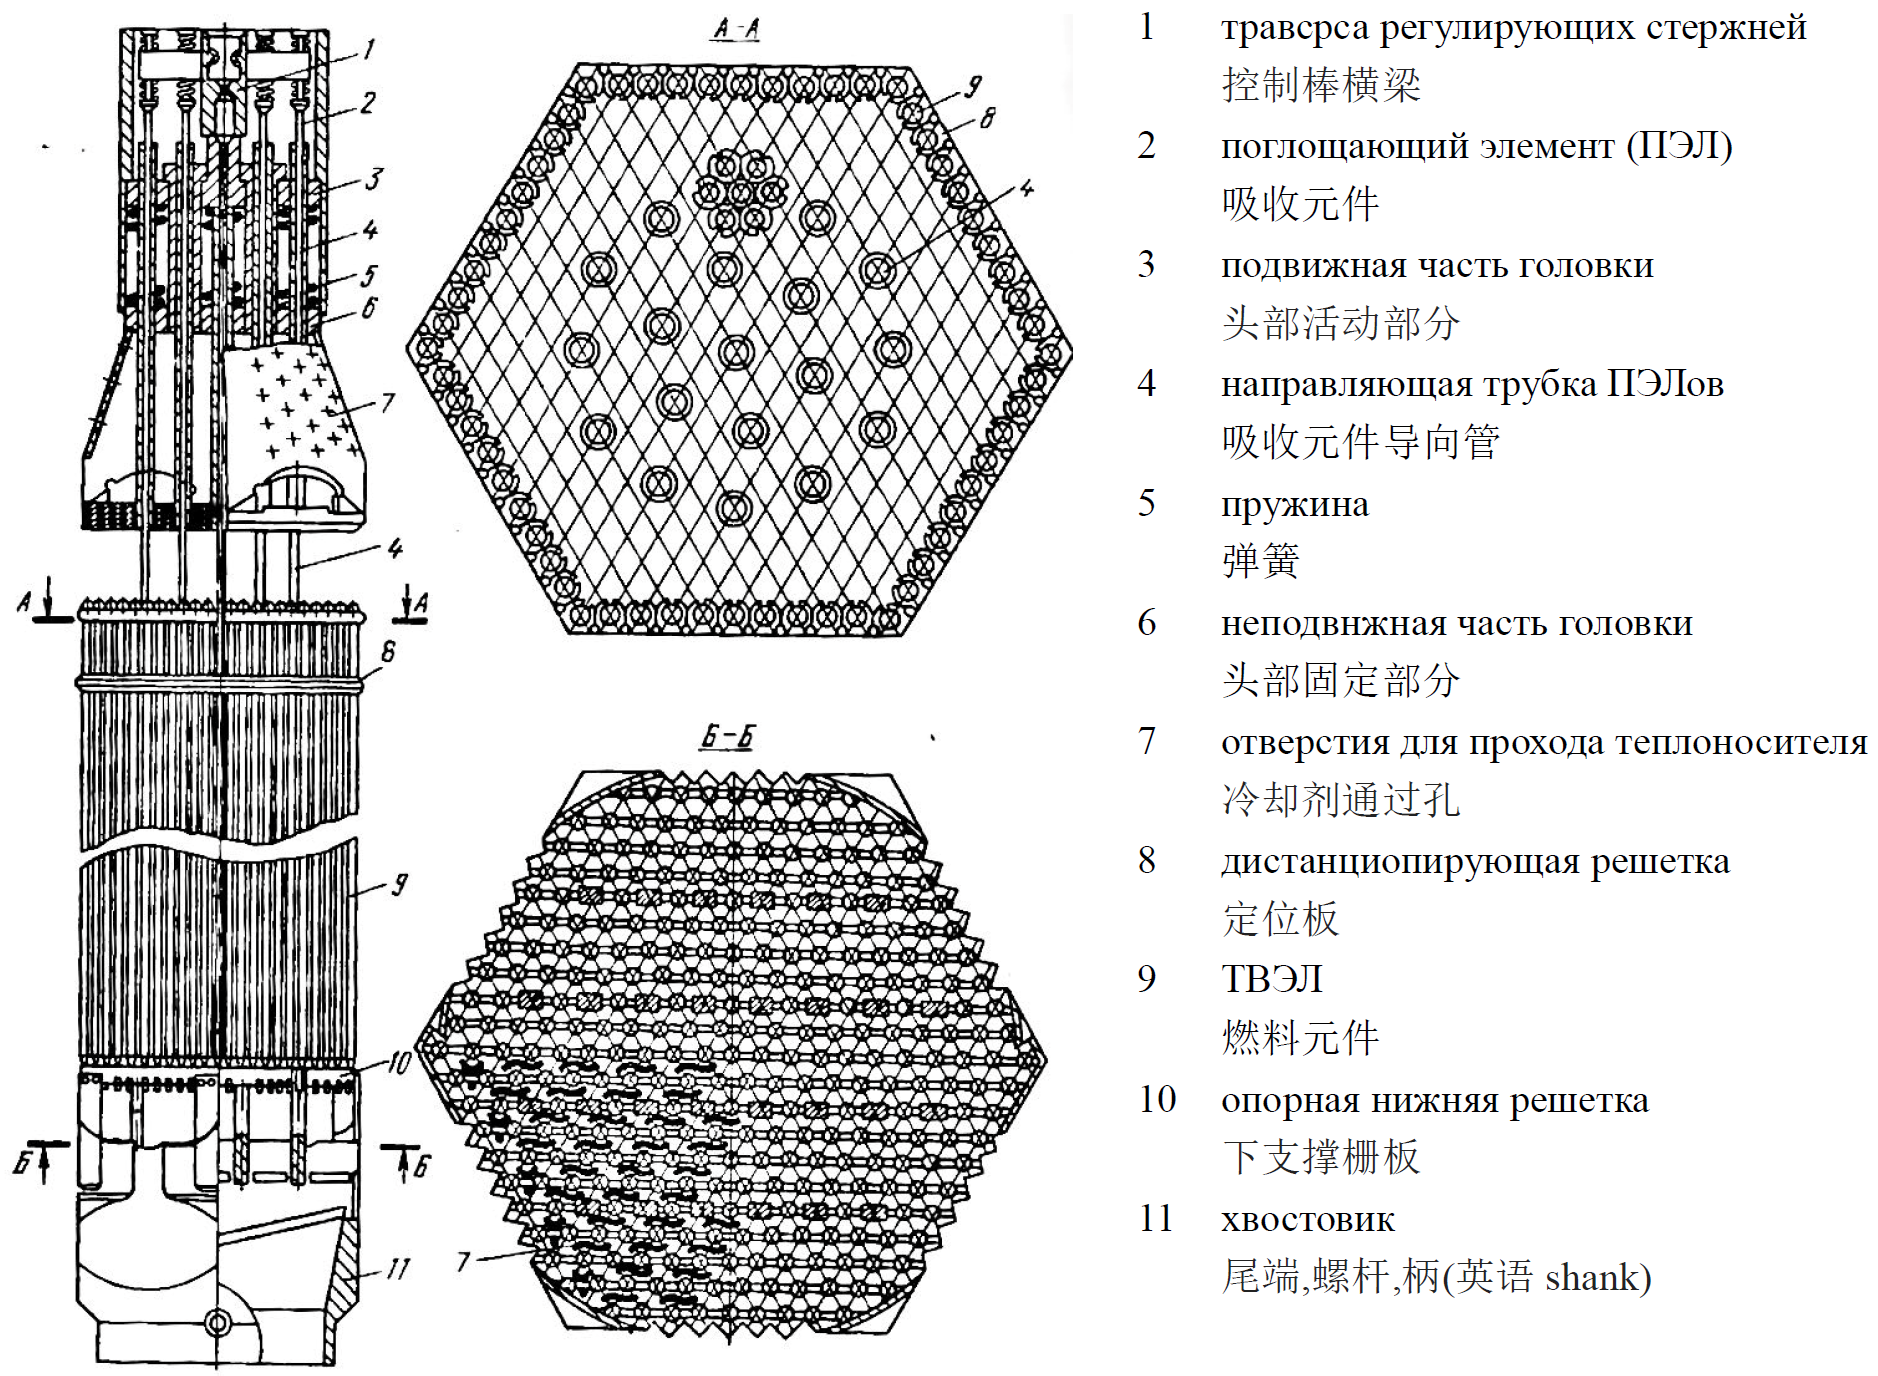 А-А
1
2
3
4
5
6
7
4
А
А
8
9
10
Б
Б
11
9
8
4
Б-Б
7
1 травсрса регулирующих стержней
控制棒横梁
2 поглощающий элемент (ПЭЛ)
吸收元件
3 подвижная часть головки
头部活动部分
4 направляющая трубка ПЭЛов
吸收元件导向管
5 пружина
弹簧
6 неподвнжная часть головки
头部固定部分
7 отверстия для прохода теплоносителя
冷却剂通过孔
8 дистанциопирующая решетка
定位板
9 ТВЭЛ
燃料元件
10 опорная нижняя решетка
下支撑栅板
11 хвостовик
尾端,螺杆,柄(英语 shank)